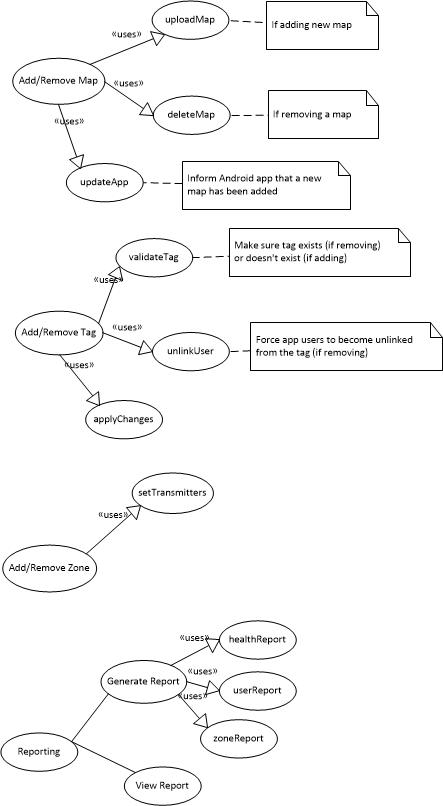 uploadMap
If adding new map
«uses»
Add/Remove Map
«uses»
deleteMap
If removing a map
«uses»
updateApp
Inform Android app that a new
map has been added
validateTag
Make sure tag exists (if removing)
or doesn't exist (if adding)
«uses»
Add/Remove Tag
«uses»
unlinkUser
Force app users to become unlinked
from the tag (if removing)
«uses»
applyChanges
setTransmitters
«uses»
Add/Remove Zone
«uses»
healthReport
Generate Report
«uses»
userReport
«uses»
zoneReport
Reporting
View Report